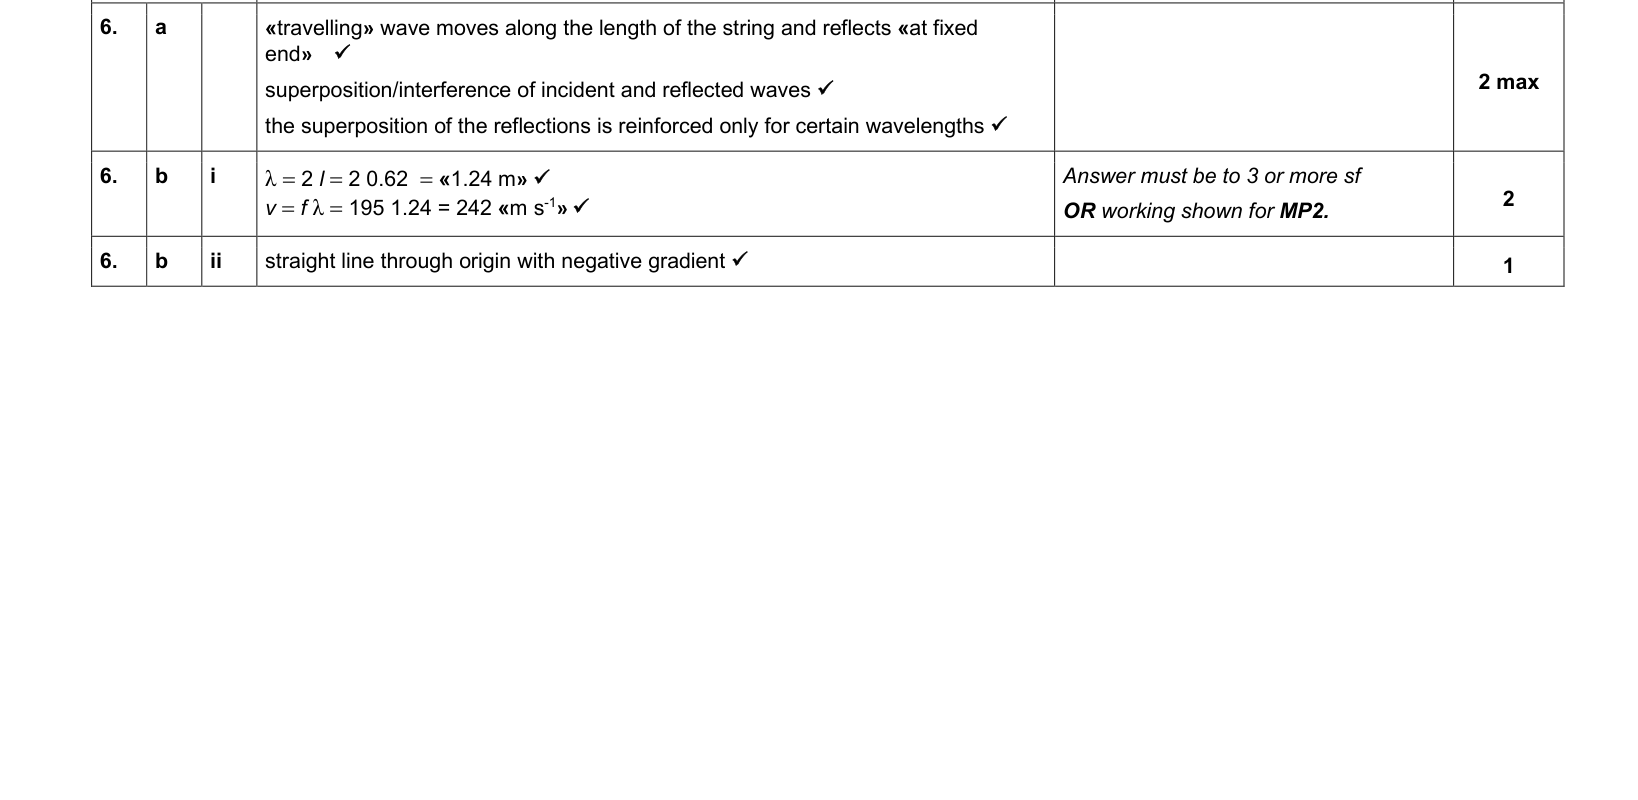 6. a «travelling» wave moves along the length of the string and reflects «at fixed
end» ✓
superposition/interference of incident and reflected waves ✓
2 max
the superposition of the reflections is reinforced only for certain wavelengths ✓
6. b i λ = 2 l = 2 0.62 = «1.24 m» ✓ Answer must be to 3 or more sf
v = f λ = 195 1.24 = 242 «m s⁻¹» ✓ OR working shown for MP2.
2
6. b ii straight line through origin with negative gradient ✓ 1